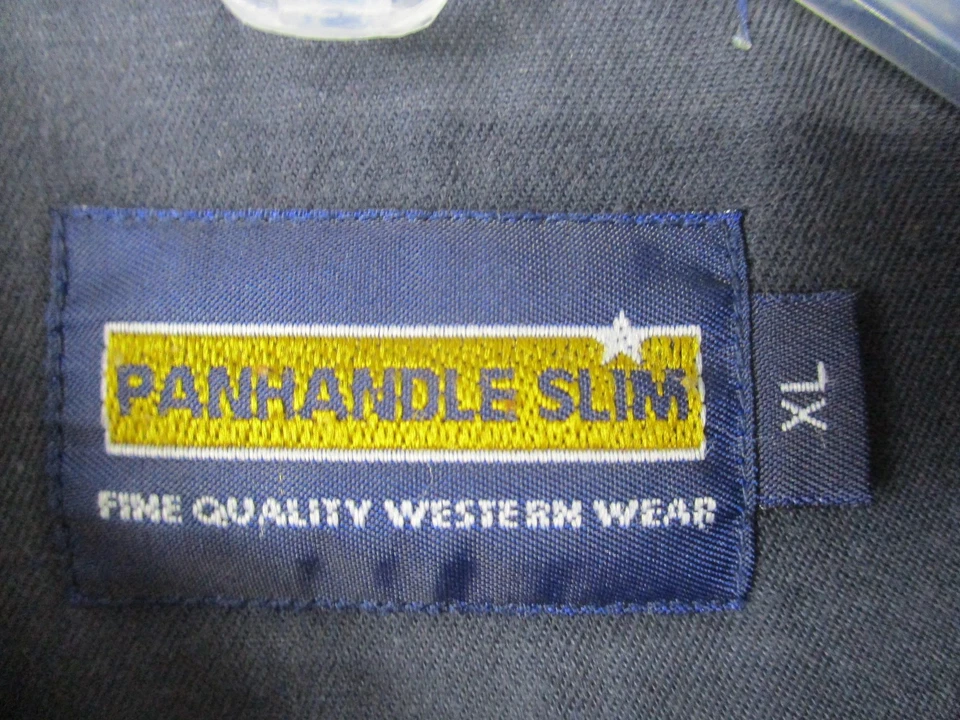 PANHANDLE SLIM
FINE QUALITY WESTERN WEAR
XL